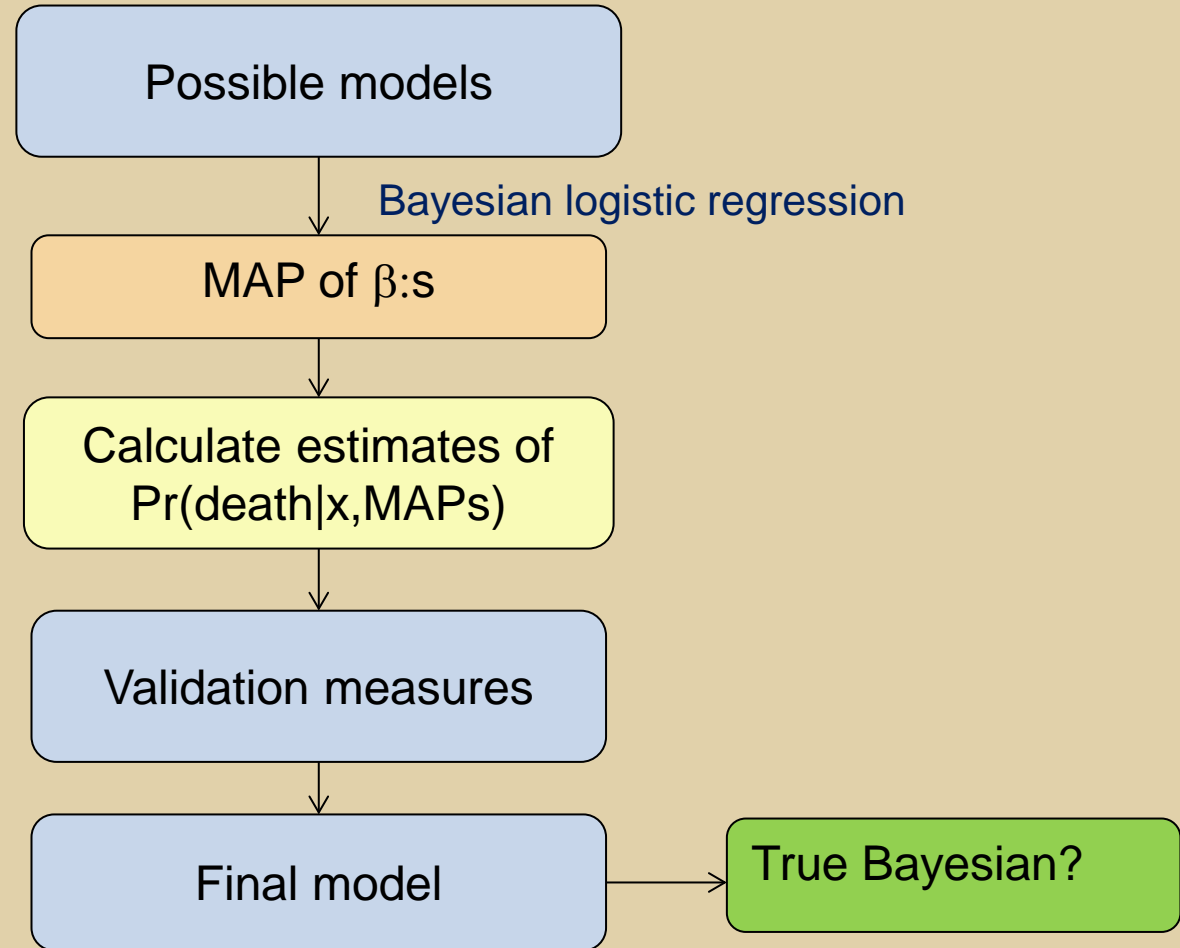 Possible models
Bayesian logistic regression
MAP of β:s
Calculate estimates of
Pr(death|x,MAPs)
Validation measures
Final model
True Bayesian?